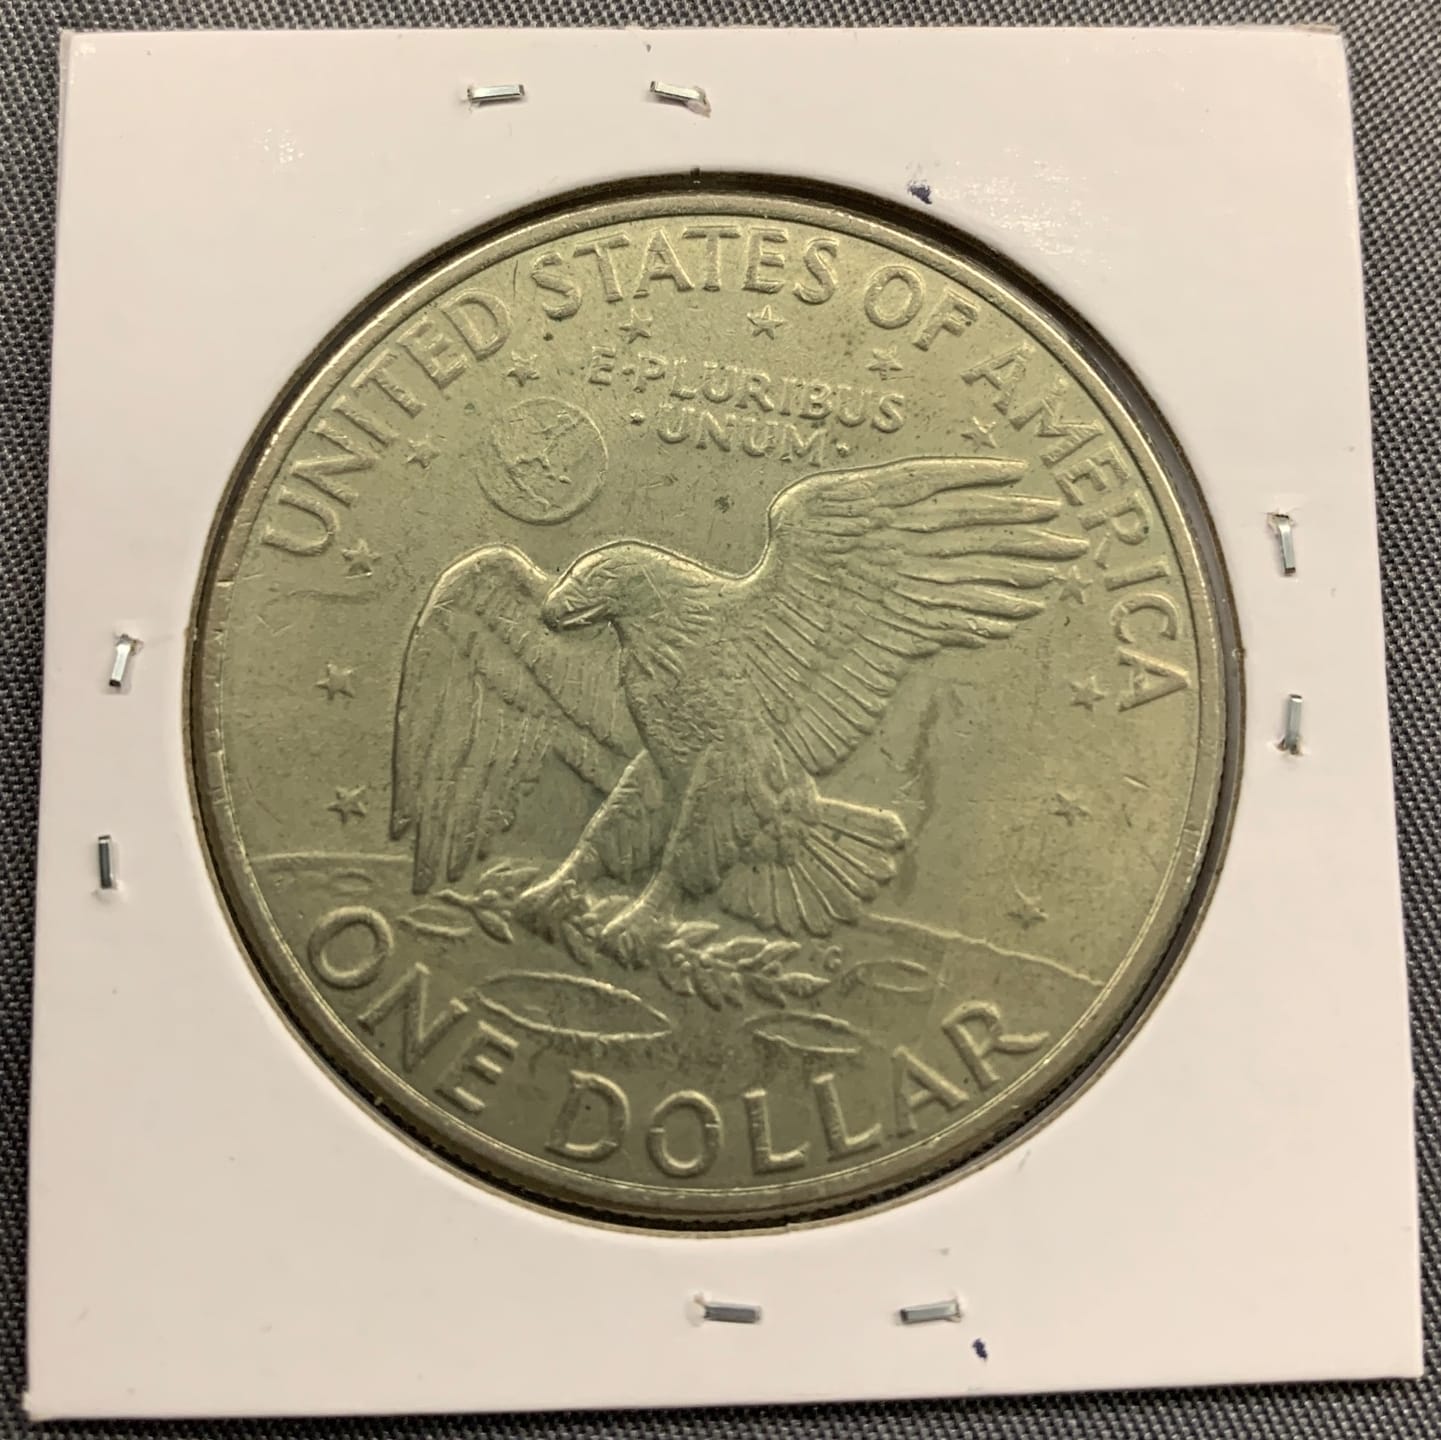 UNITED STATES OF AMERICA
E·PLURIBUS
·UNUM·
ONE DOLLAR